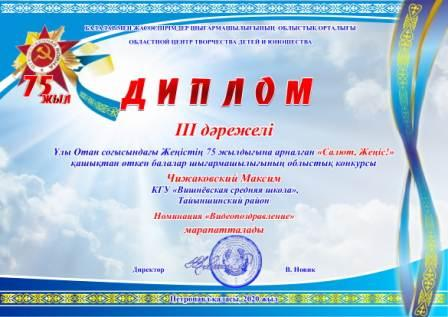 БАЛАЛАР МЕН ЖАСӨСПІРІМДЕР ШЫҒАРМАШЫЛЫҒЫНЫҢ ОБЛЫСТЫҚ ОРТАЛЫҒЫ
ОБЛАСТНОЙ ЦЕНТР ТВОРЧЕСТВА ДЕТЕЙ И ЮНОШЕСТВА
75
ЖЫЛ
ДИПЛОМ
III дәрежелі
Ұлы Отан соғысындағы Жеңістің 75 жылдығына арналған «Салют, Жеңіс!»
қашықтан өткен балалар шығармашылығының облыстық конкурсы
Чижаковский Максим
КГУ «Вишнёвская средняя школа»,
Тайыншинский район
Номинация «Видеопоздравление»
марапатталады
Директор В. Новик
Петропавл қаласы, 2020 жыл